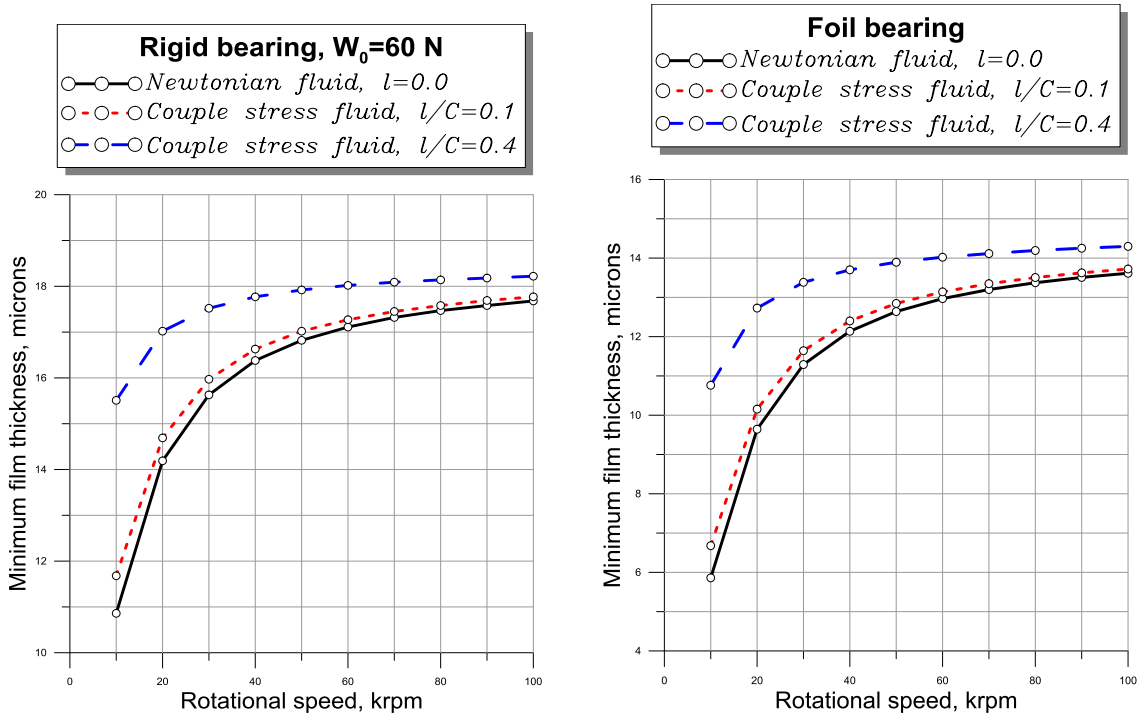 Rigid bearing, W0=60 N
Newtonian fluid, l=0.0
Couple stress fluid, l/C=0.1
Couple stress fluid, l/C=0.4
20
18
16
14
12
10
0
20
40
60
80
100
Minimum film thickness, microns
Rotational speed, krpm
Foil bearing
Newtonian fluid, l=0.0
Couple stress fluid, l/C=0.1
Couple stress fluid, l/C=0.4
16
14
12
10
8
6
4
0
20
40
60
80
100
Minimum film thickness, microns
Rotational speed, krpm